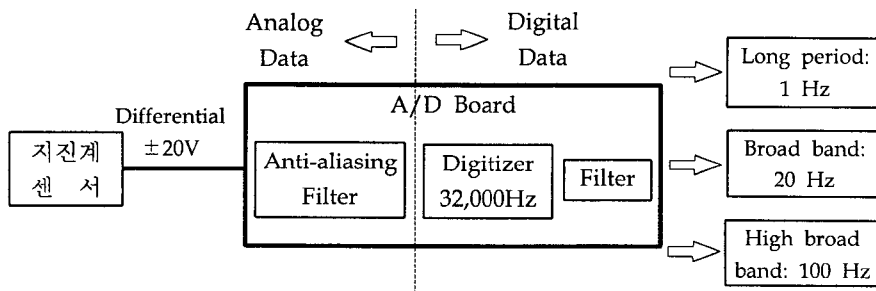 Analog
Data
Digital
Data
Long period:
1 Hz
A/D Board
Differential
±20V
지진계
센 서
Anti-aliasing
Filter
Digitizer
32,000Hz
Filter
Broad band:
20 Hz
High broad
band: 100 Hz